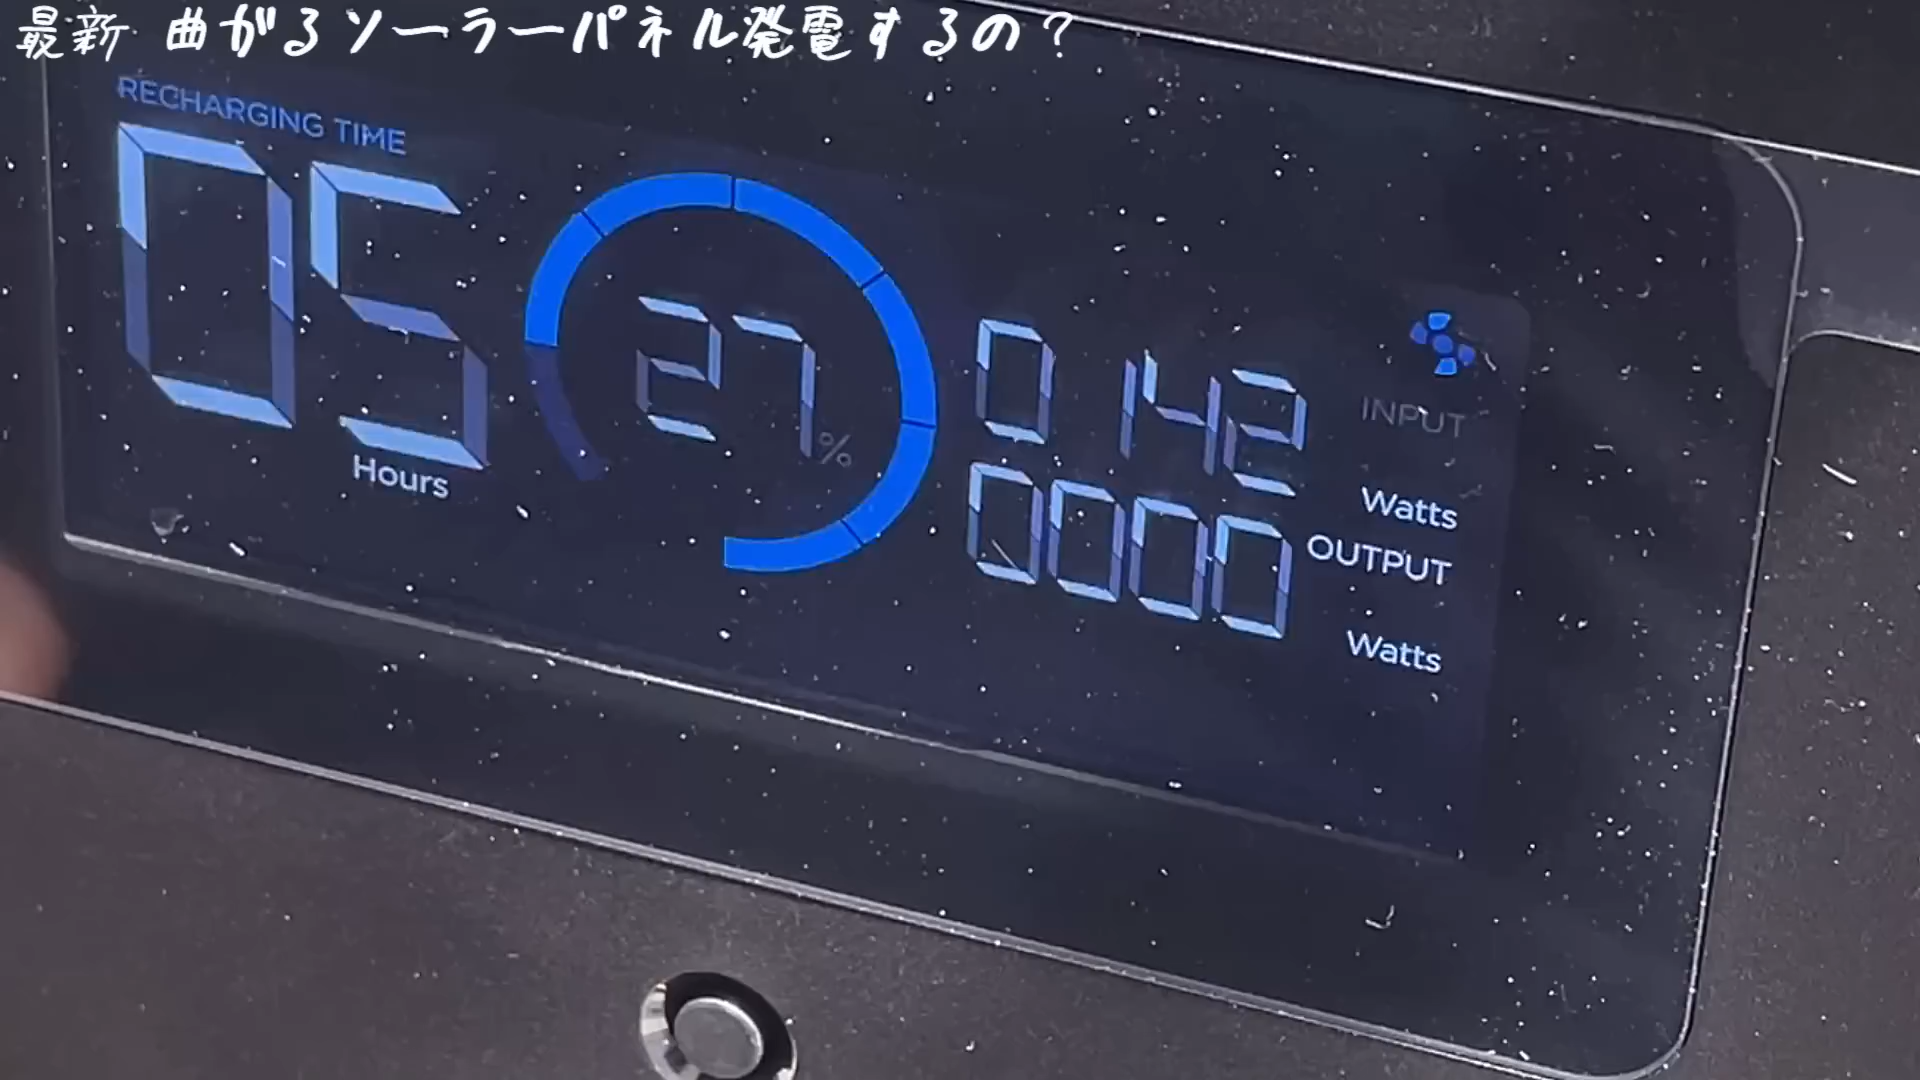 最新 曲がるソーラーパネル発電するの？
RECHARGING TIME
05
Hours
27%
0142
INPUT
Watts
0000
OUTPUT
Watts